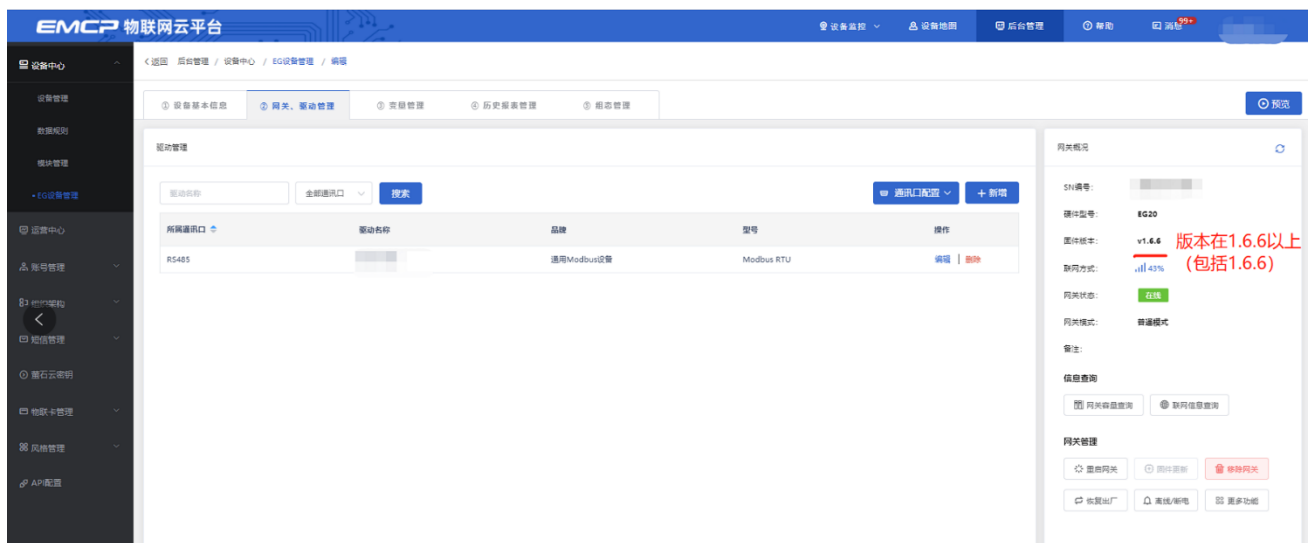 EMCP 物联网云平台
设备监控
设备地图
后台管理
帮助
消息
99+
设备中心
设备管理
数据规则
模块管理
•EG设备管理
运营中心
账号管理
组织架构
短信管理
萤石云密钥
物联卡管理
风格管理
API配置
返回 后台管理 / 设备中心 / EG设备管理 / 编辑
① 设备基本信息
② 网关、驱动管理
③ 变量管理
④ 历史报表管理
⑤ 组态管理
预览
驱动管理
驱动名称
全部通讯口
搜索
通讯口配置
+ 新增
所属通讯口 驱动名称 品牌 型号 操作
RS485 通用Modbus设备 Modbus RTU 编辑 | 删除
网关概况
SN编号:
硬件型号: EG20
固件版本: v1.6.6
版本在1.6.6以上
（包括1.6.6）
联网方式: 43%
网关状态: 在线
网关模式: 普通模式
备注:
信息查询
网关容量查询 联网信息查询
网关管理
重启网关 固件更新 移除网关
恢复出厂 离线/断电 更多功能